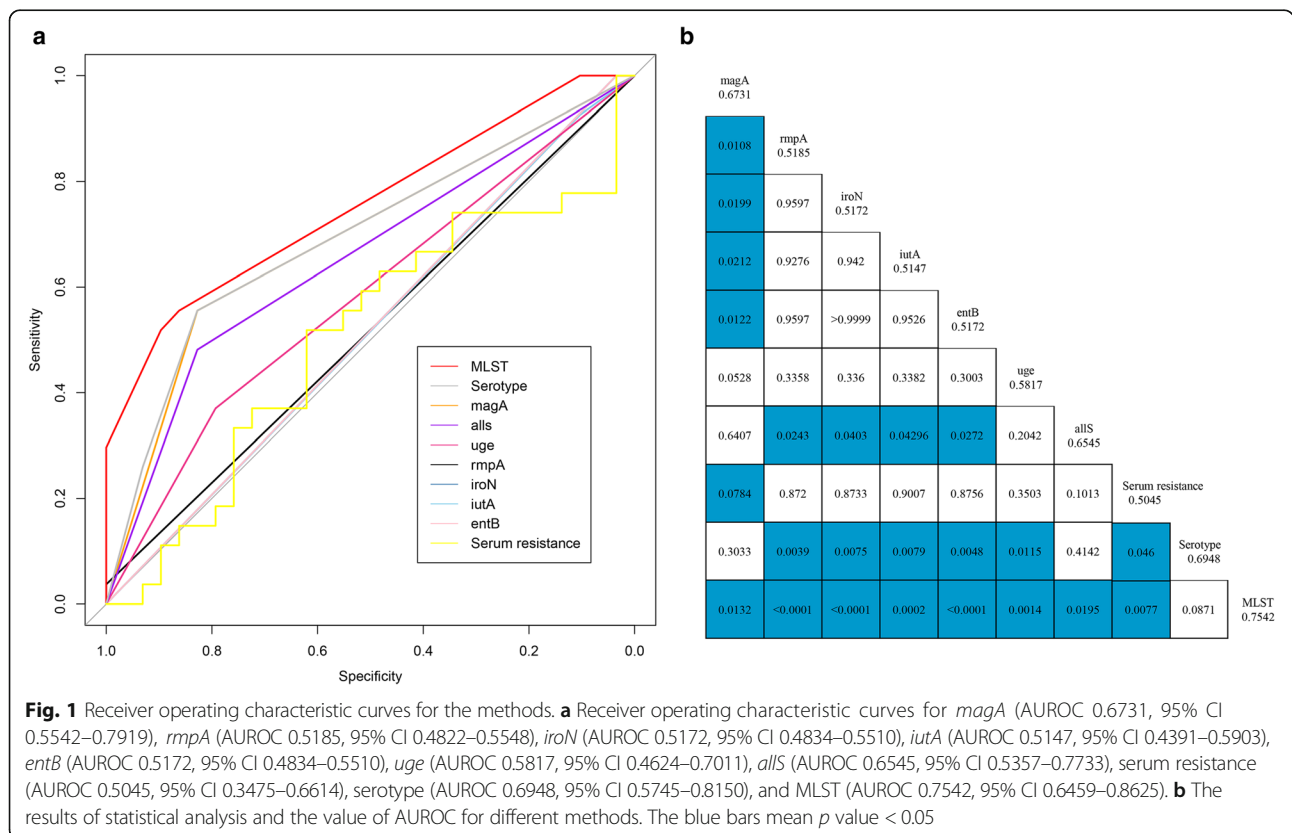 a
1.0
0.8
0.6
0.4
0.2
0.0
Sensitivity
1.0
0.8
0.6
0.4
0.2
0.0
Specificity
MLST
Serotype
magA
alls
uge
rmpA
iroN
iutA
entB
Serum resistance
b
magA
0.6731
0.0108
rmpA
0.5185
0.0199 0.9597
iroN
0.5172
0.0212 0.9276 0.942
iutA
0.5147
0.0122 0.9597 >0.9999 0.9526
entB
0.5172
0.0528 0.3358 0.336 0.3382 0.3003
uge
0.5817
0.6407 0.0243 0.0403 0.04296 0.0272 0.2042
allS
0.6545
0.0784 0.872 0.8733 0.9007 0.8756 0.3503 0.1013
Serum resistance
0.5045
0.3033 0.0039 0.0075 0.0079 0.0048 0.0115 0.4142 0.046
Serotype
0.6948
0.0132 <0.0001 <0.0001 0.0002 <0.0001 0.0014 0.0195 0.0077 0.0871
MLST
0.7542
Fig. 1 Receiver operating characteristic curves for the methods. a Receiver operating characteristic curves for magA (AUROC 0.6731, 95% CI
0.5542–0.7919), rmpA (AUROC 0.5185, 95% CI 0.4822–0.5548), iroN (AUROC 0.5172, 95% CI 0.4834–0.5510), iutA (AUROC 0.5147, 95% CI 0.4391–0.5903),
entB (AUROC 0.5172, 95% CI 0.4834–0.5510), uge (AUROC 0.5817, 95% CI 0.4624–0.7011), allS (AUROC 0.6545, 95% CI 0.5357–0.7733), serum resistance
(AUROC 0.5045, 95% CI 0.3475–0.6614), serotype (AUROC 0.6948, 95% CI 0.5745–0.8150), and MLST (AUROC 0.7542, 95% CI 0.6459–0.8625). b The
results of statistical analysis and the value of AUROC for different methods. The blue bars mean p value < 0.05